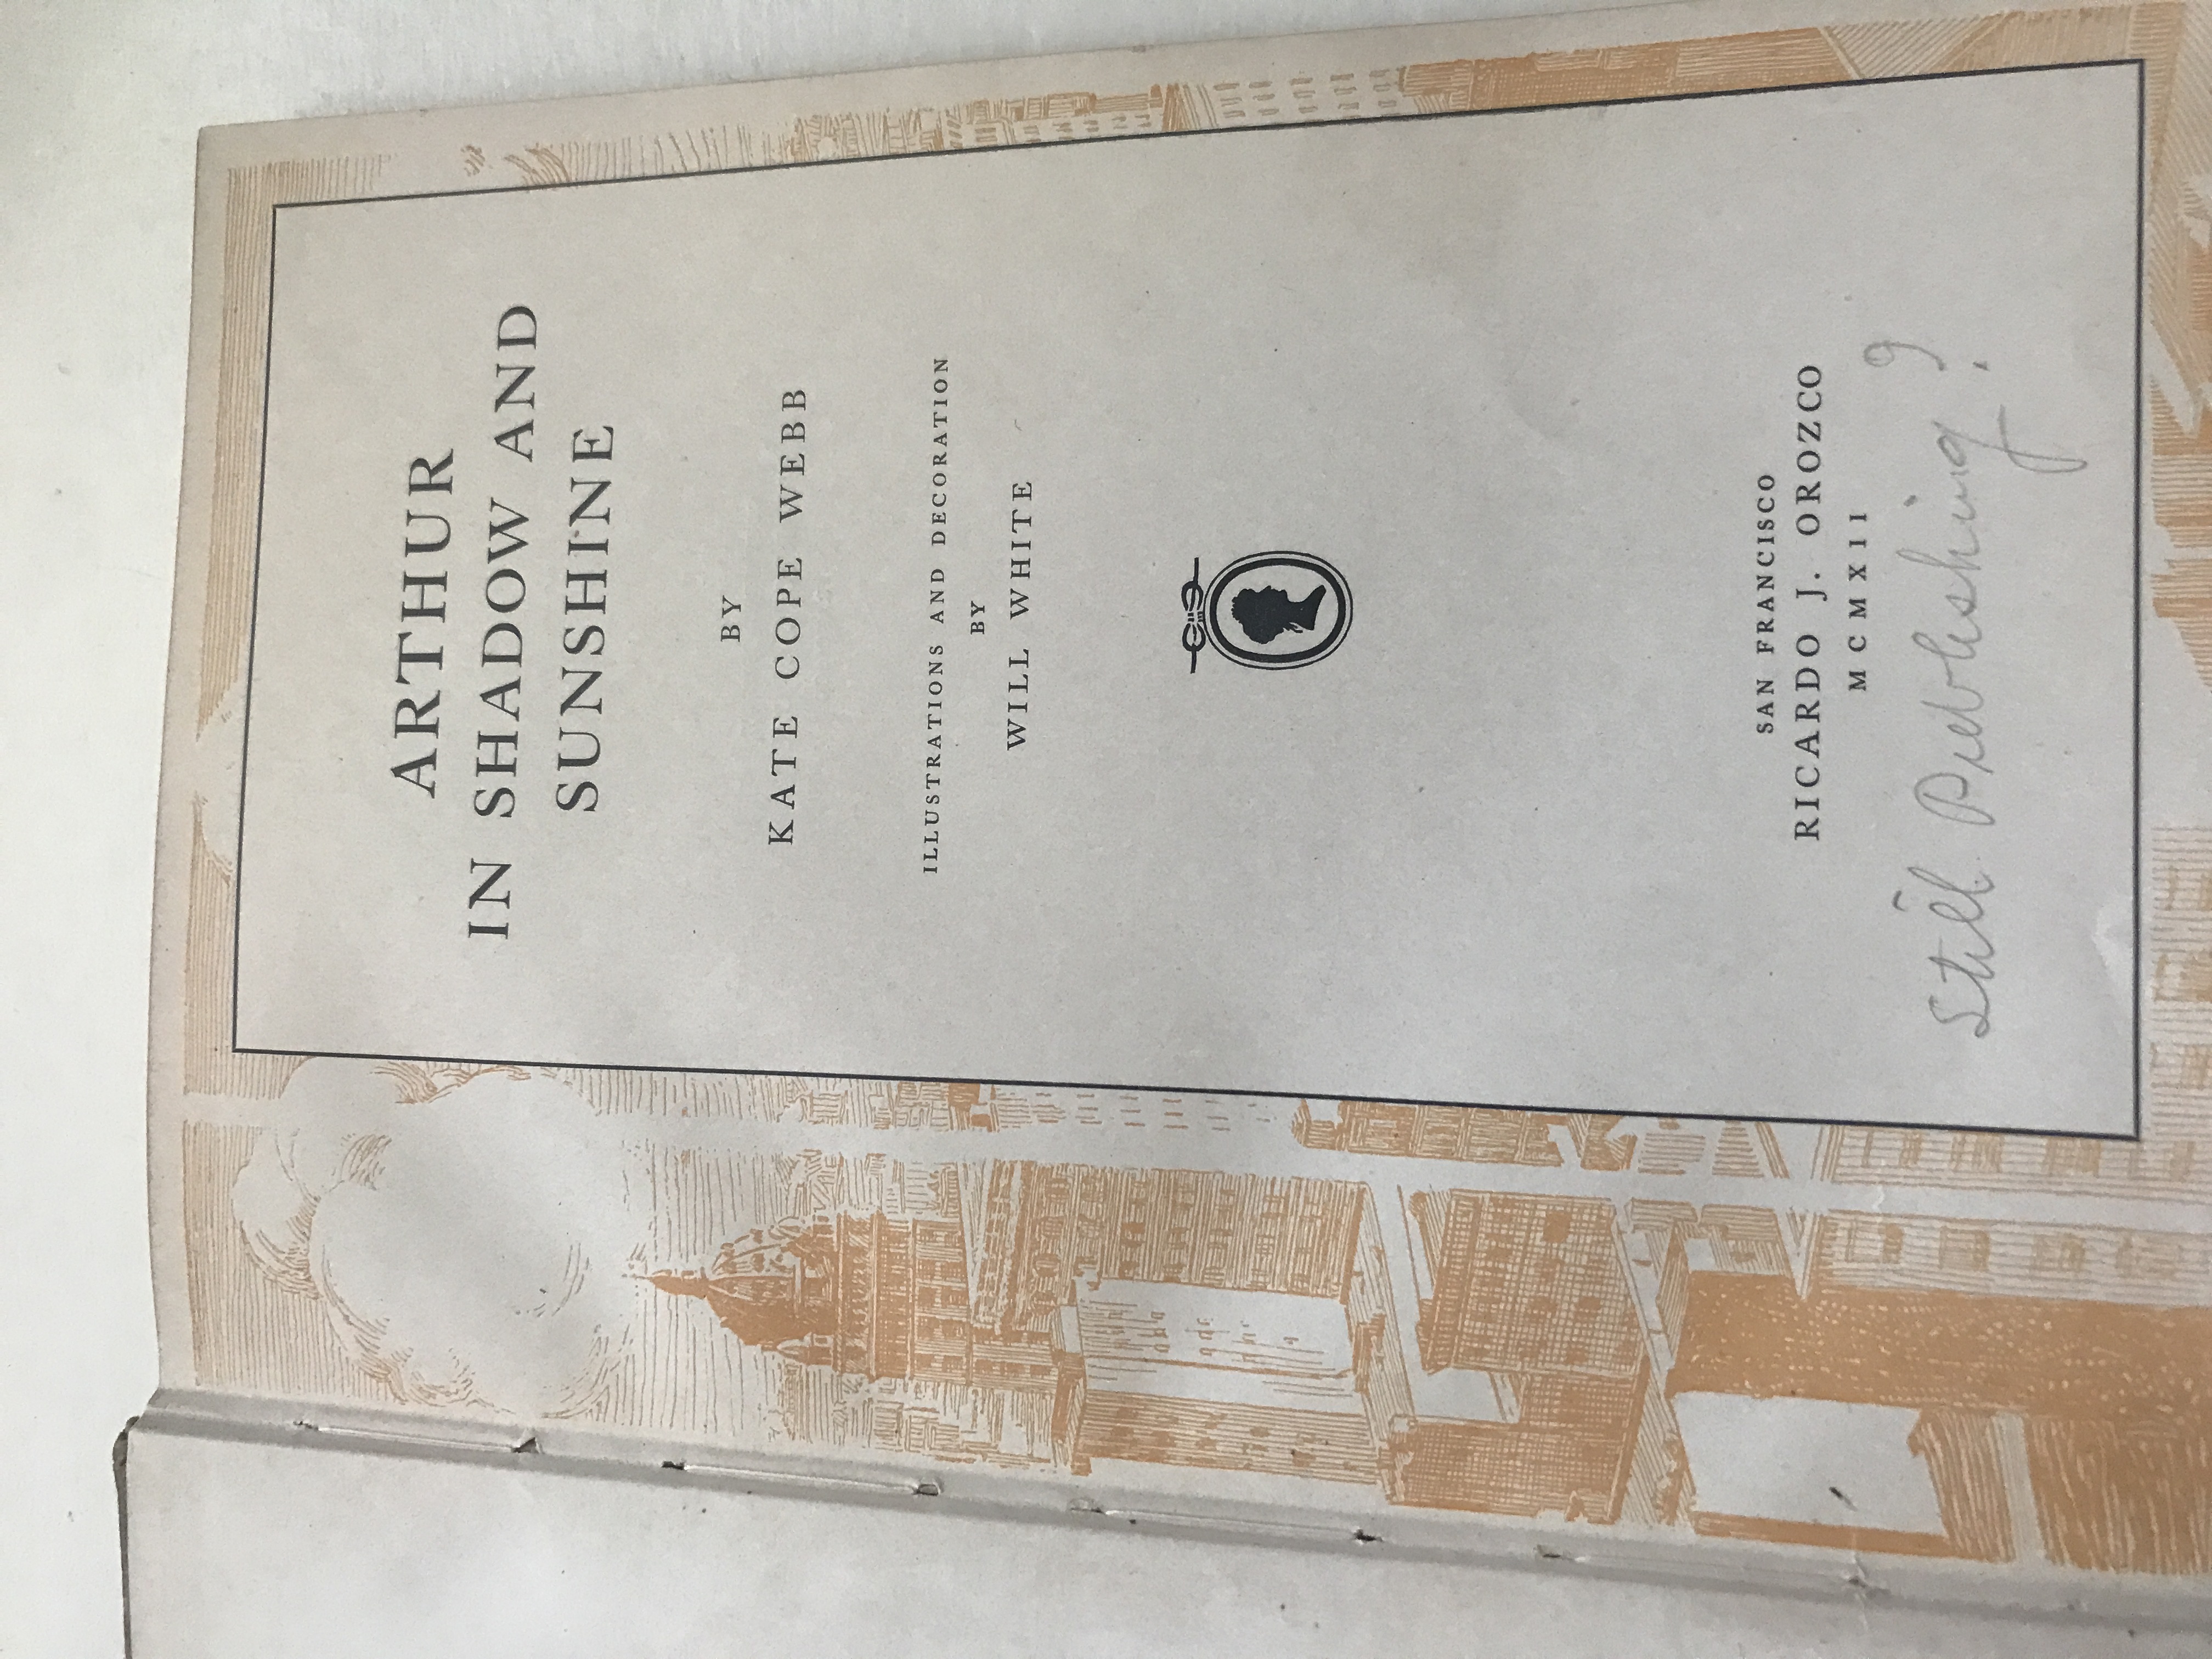 ARTHUR
IN SHADOW AND
SUNSHINE
BY
KATE COPE WEBB
ILLUSTRATIONS AND DECORATION
BY
WILL WHITE
SAN FRANCISCO
RICARDO J. OROZCO
MCMXII
Still Publishing?